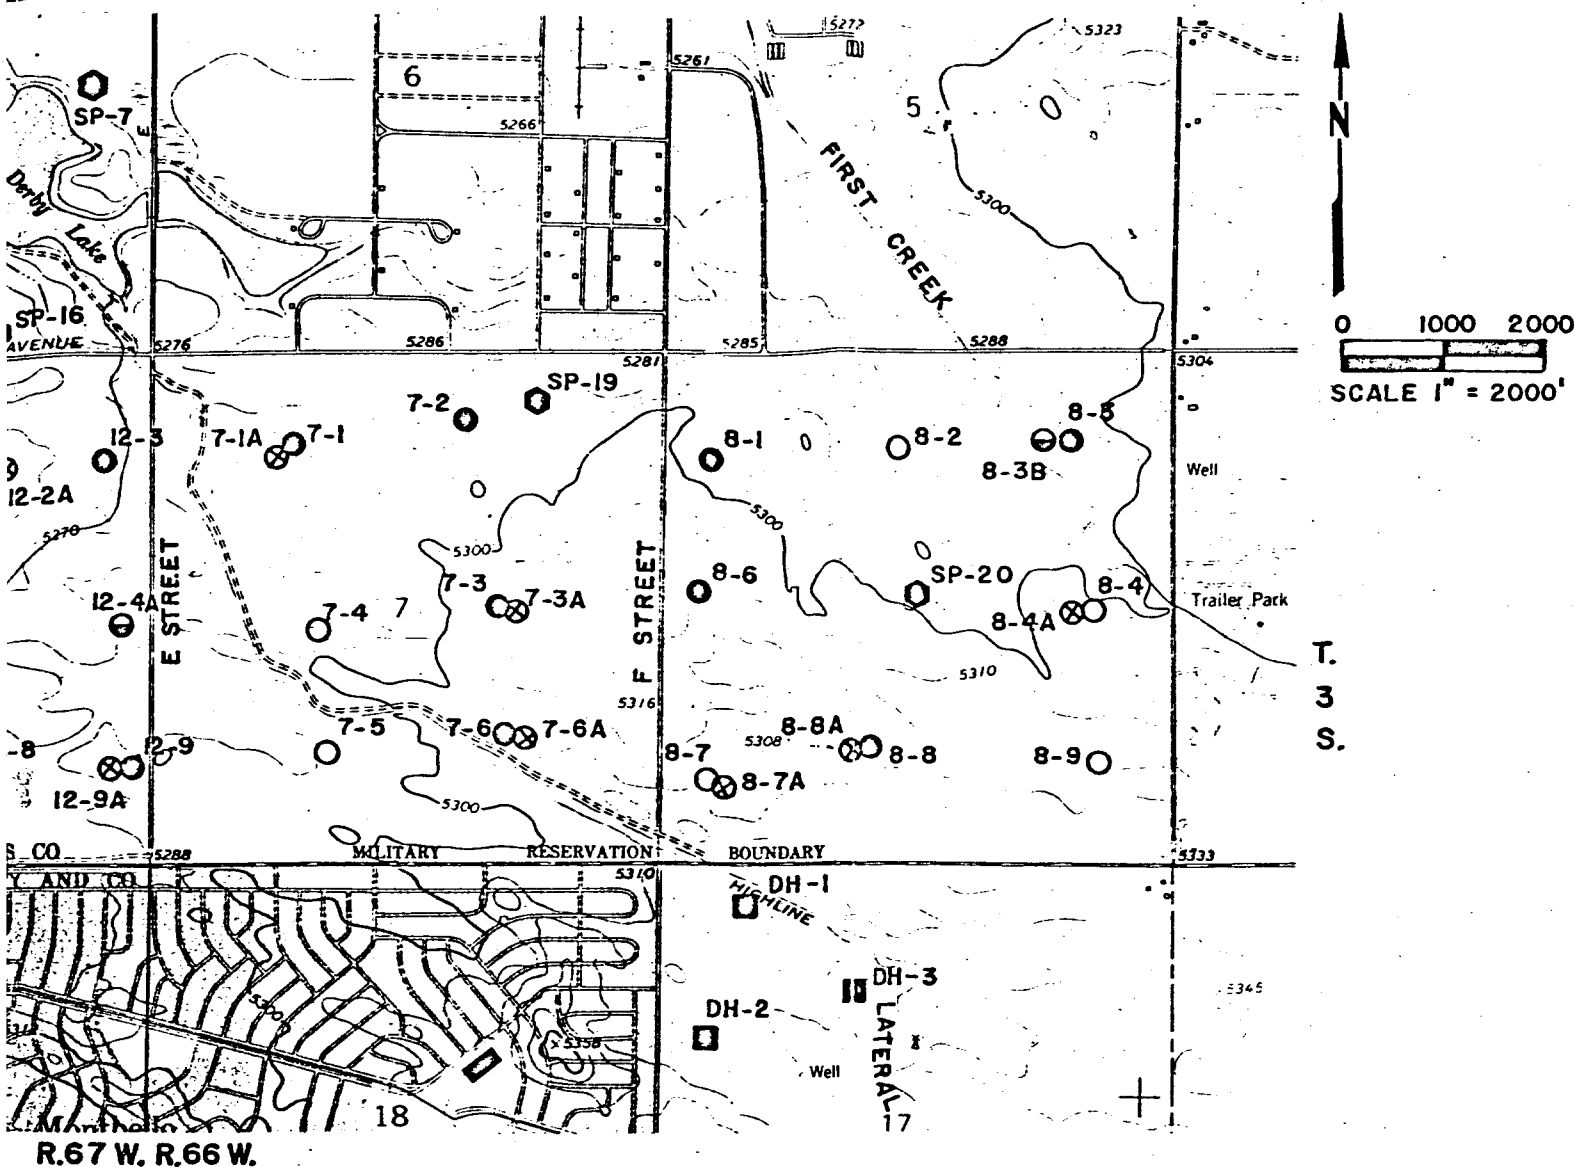 5272
5323
6
5261
SP-7
5
5266
N
FIRST CREEK
Derby Lake
5300
SP-16
AVENUE
5276
5286
5281
5285
5288
5304
0 1000 2000
SCALE 1" = 2000'
SP-19
7-2
12-3
7-1A
7-1
8-1
8-2
8-3B
Well
12-2A
5270
5300
5300
E STREET
F STREET
7-3
7-3A
8-6
SP-20
8-4
12-4A
7-4
7
8-4A
Trailer Park
T.
3
S.
5310
5316
7-5
7-6
7-6A
8-8A
5308
8-7
8-8
8-9
-8
12-9
8-7A
12-9A
5300
S CO
5288
MILITARY RESERVATION BOUNDARY
5333
Y AND CO
5310
DH-1
HIGHLINE
DH-3
DH-2
LATERAL
5345
5300
x 5358
Well
18
17
R.67 W. R.66 W.